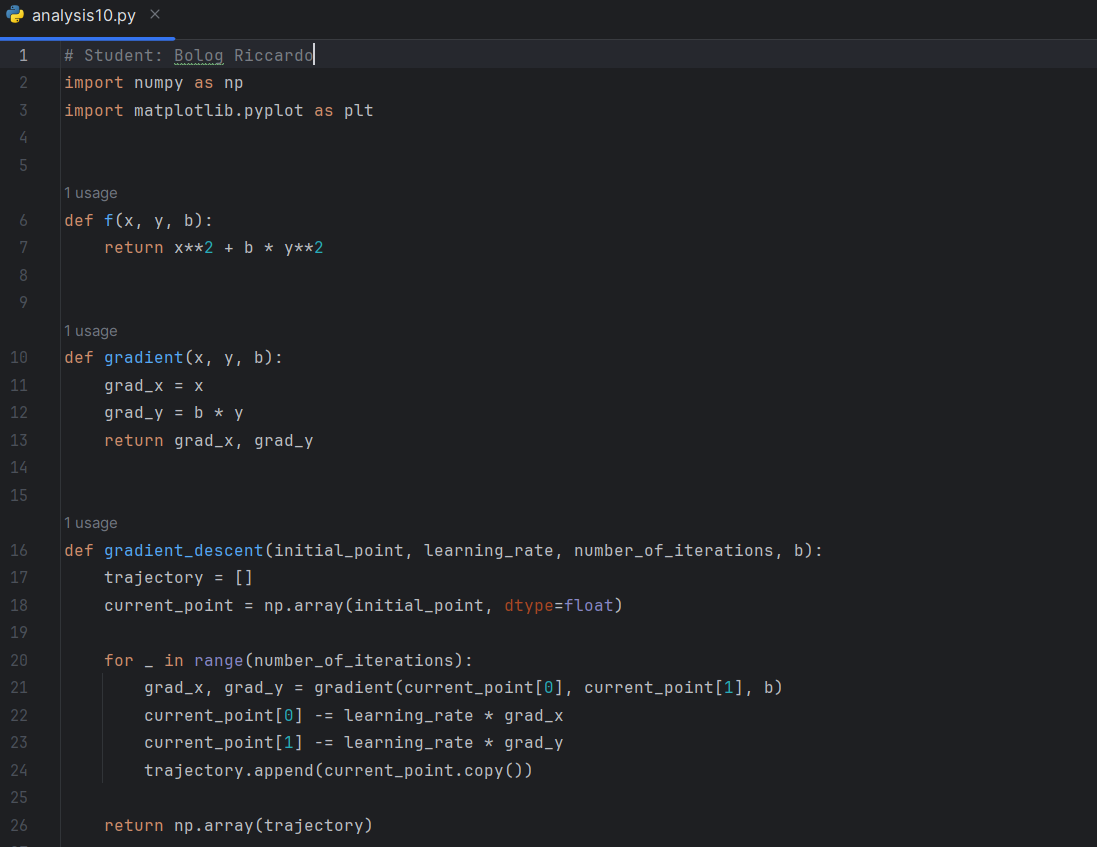 analysis10.py
1 # Student: Bolog Riccardo
2 import numpy as np
3 import matplotlib.pyplot as plt
4
5
1 usage
6 def f(x, y, b):
7     return x**2 + b * y**2
8
9
1 usage
10 def gradient(x, y, b):
11     grad_x = x
12     grad_y = b * y
13     return grad_x, grad_y
14
15
1 usage
16 def gradient_descent(initial_point, learning_rate, number_of_iterations, b):
17     trajectory = []
18     current_point = np.array(initial_point, dtype=float)
19
20     for _ in range(number_of_iterations):
21         grad_x, grad_y = gradient(current_point[0], current_point[1], b)
22         current_point[0] -= learning_rate * grad_x
23         current_point[1] -= learning_rate * grad_y
24         trajectory.append(current_point.copy())
25
26     return np.array(trajectory)